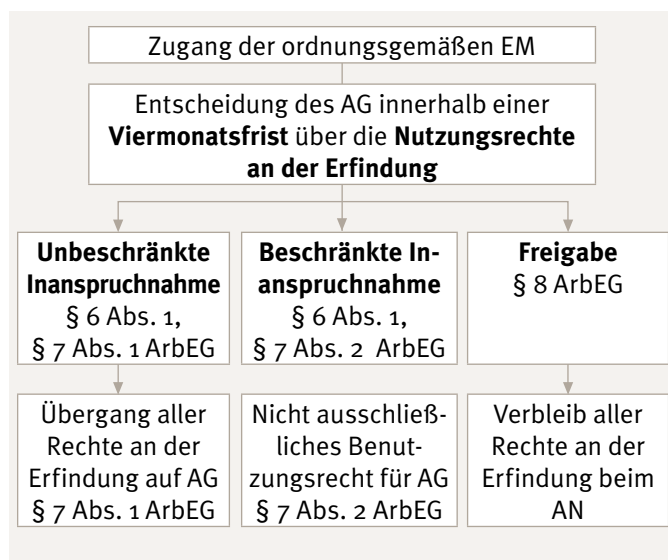 Zugang der ordnungsgemäßen EM
Entscheidung des AG innerhalb einer
Viermonatsfrist über die Nutzungsrechte
an der Erfindung
Unbeschränkte
Inanspruchnahme
§ 6 Abs. 1,
§ 7 Abs. 1 ArbEG
Beschränkte In-
anspruchnahme
§ 6 Abs. 1,
§ 7 Abs. 2 ArbEG
Freigabe
§ 8 ArbEG
Übergang aller
Rechte an der
Erfindung auf AG
§ 7 Abs. 1 ArbEG
Nicht ausschließ-
liches Benut-
zungsrecht für AG
§ 7 Abs. 2 ArbEG
Verbleib aller
Rechte an der
Erfindung beim
AN